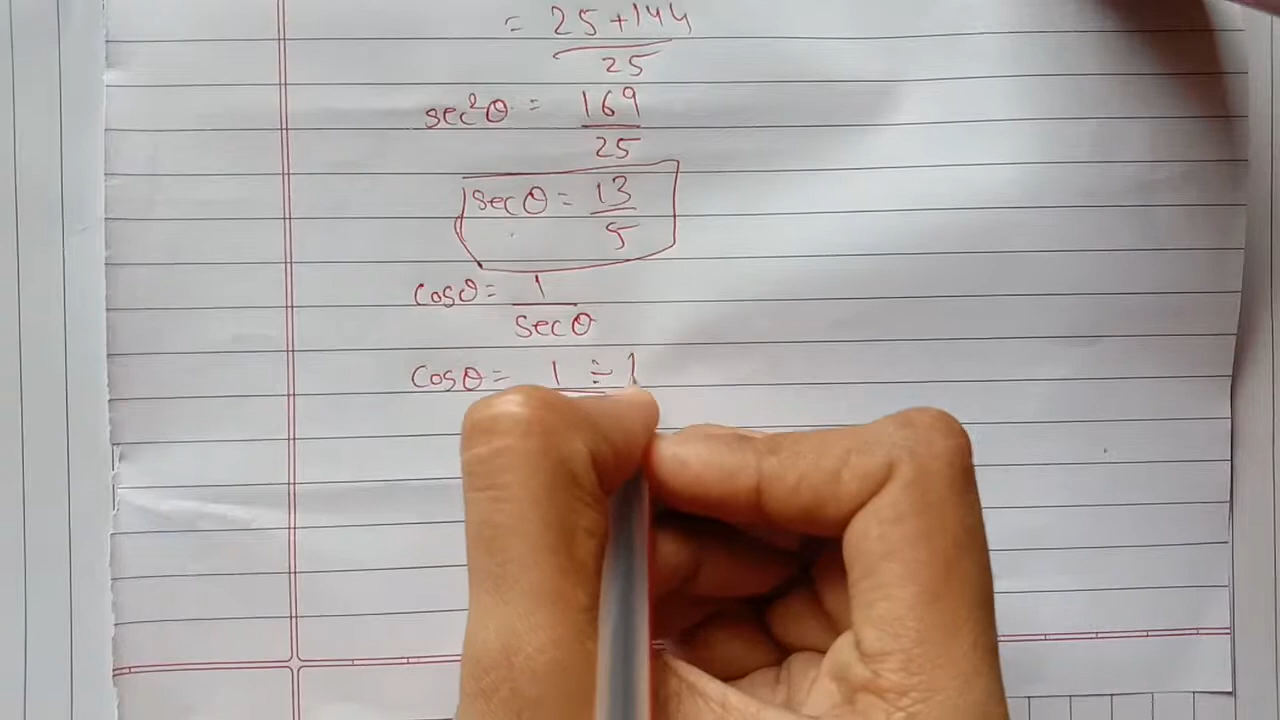 = 25+144
25
sec²θ = 169
25
secθ = 13
5
cosθ = 1
secθ
cosθ = 1 ÷ 1